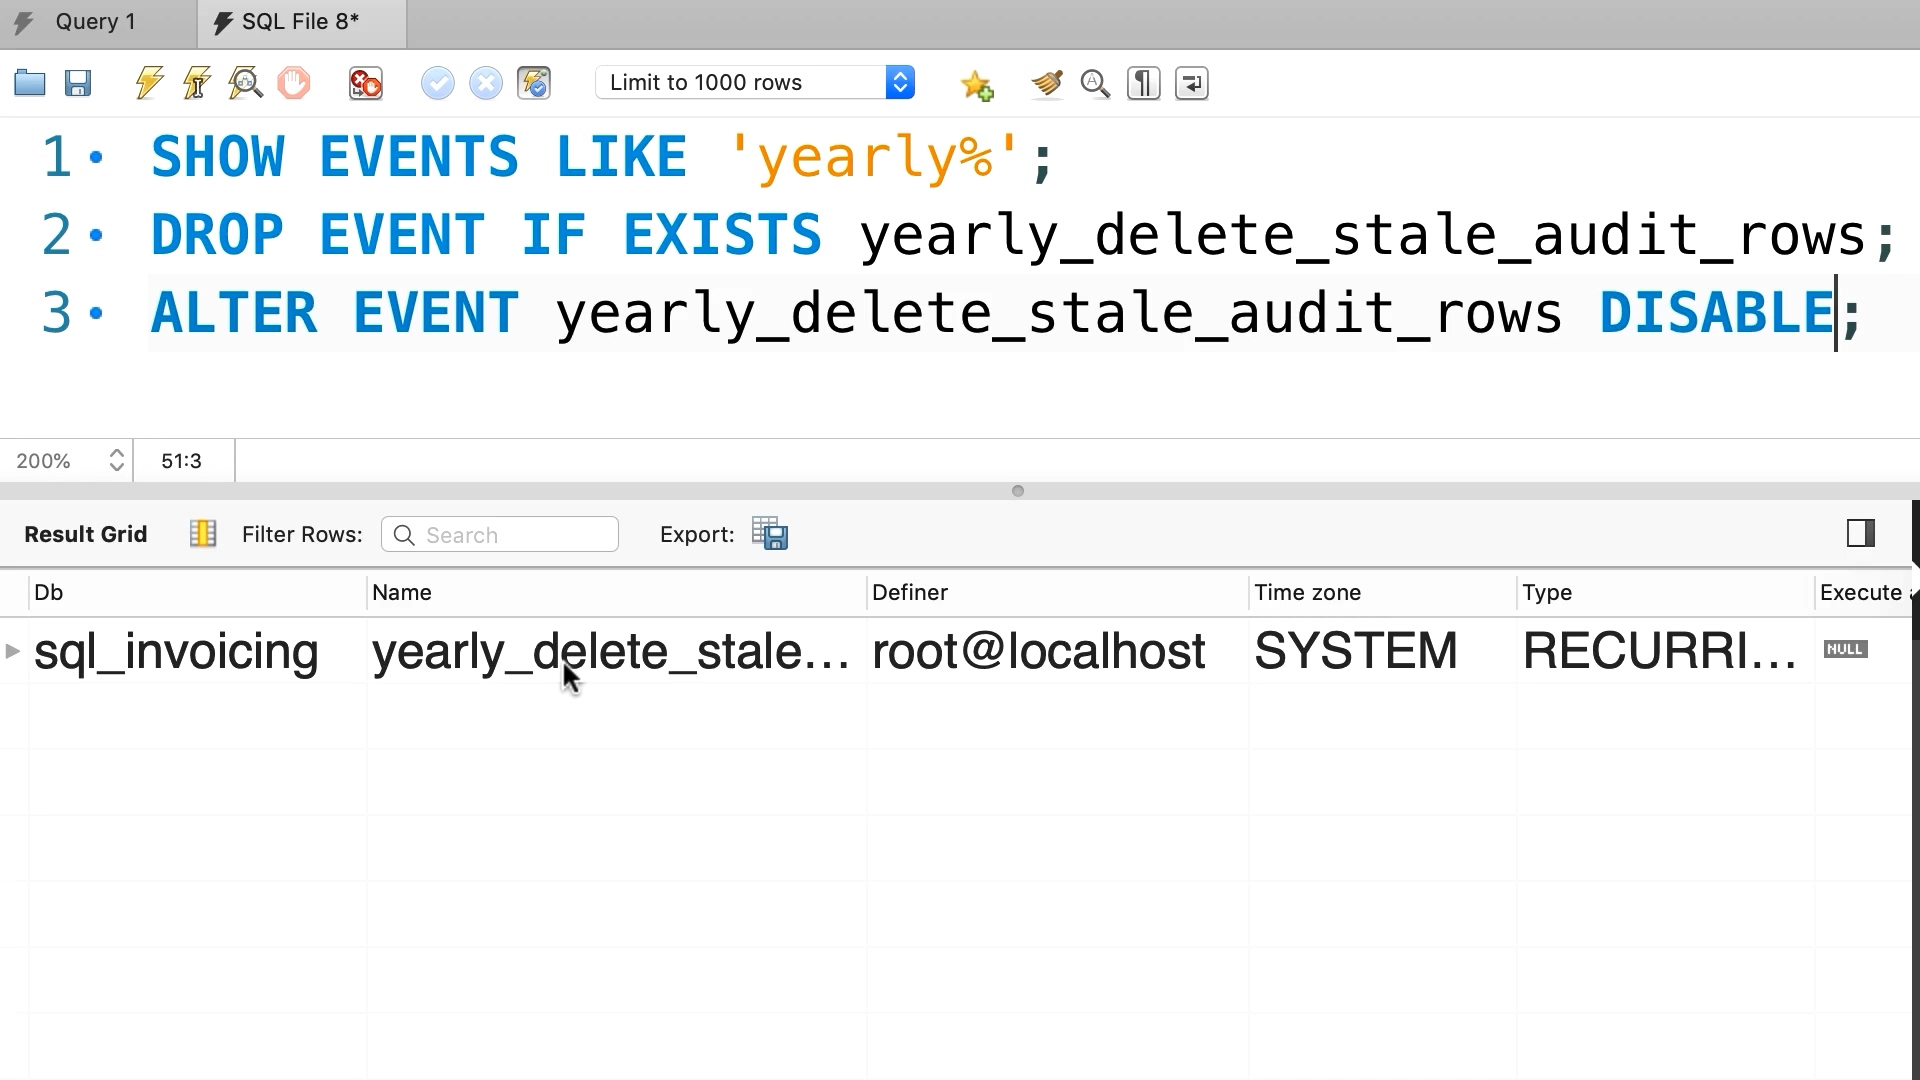 Query 1
SQL File 8*
Limit to 1000 rows
1 SHOW EVENTS LIKE 'yearly%';
2 DROP EVENT IF EXISTS yearly_delete_stale_audit_rows;
3 ALTER EVENT yearly_delete_stale_audit_rows DISABLE;
200% 51:3
Result Grid Filter Rows: Search Export:
Db Name Definer Time zone Type Execute
sql_invoicing yearly_delete_stale... root@localhost SYSTEM RECURRI... NULL